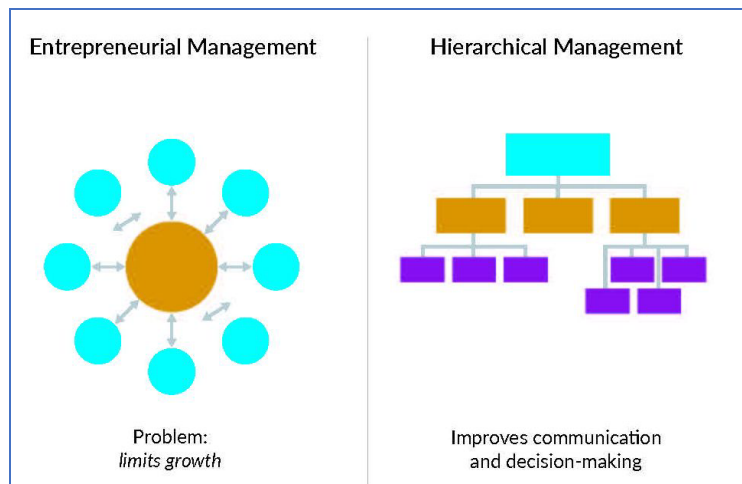 Entrepreneurial Management
Problem:
limits growth
Hierarchical Management
Improves communication
and decision-making